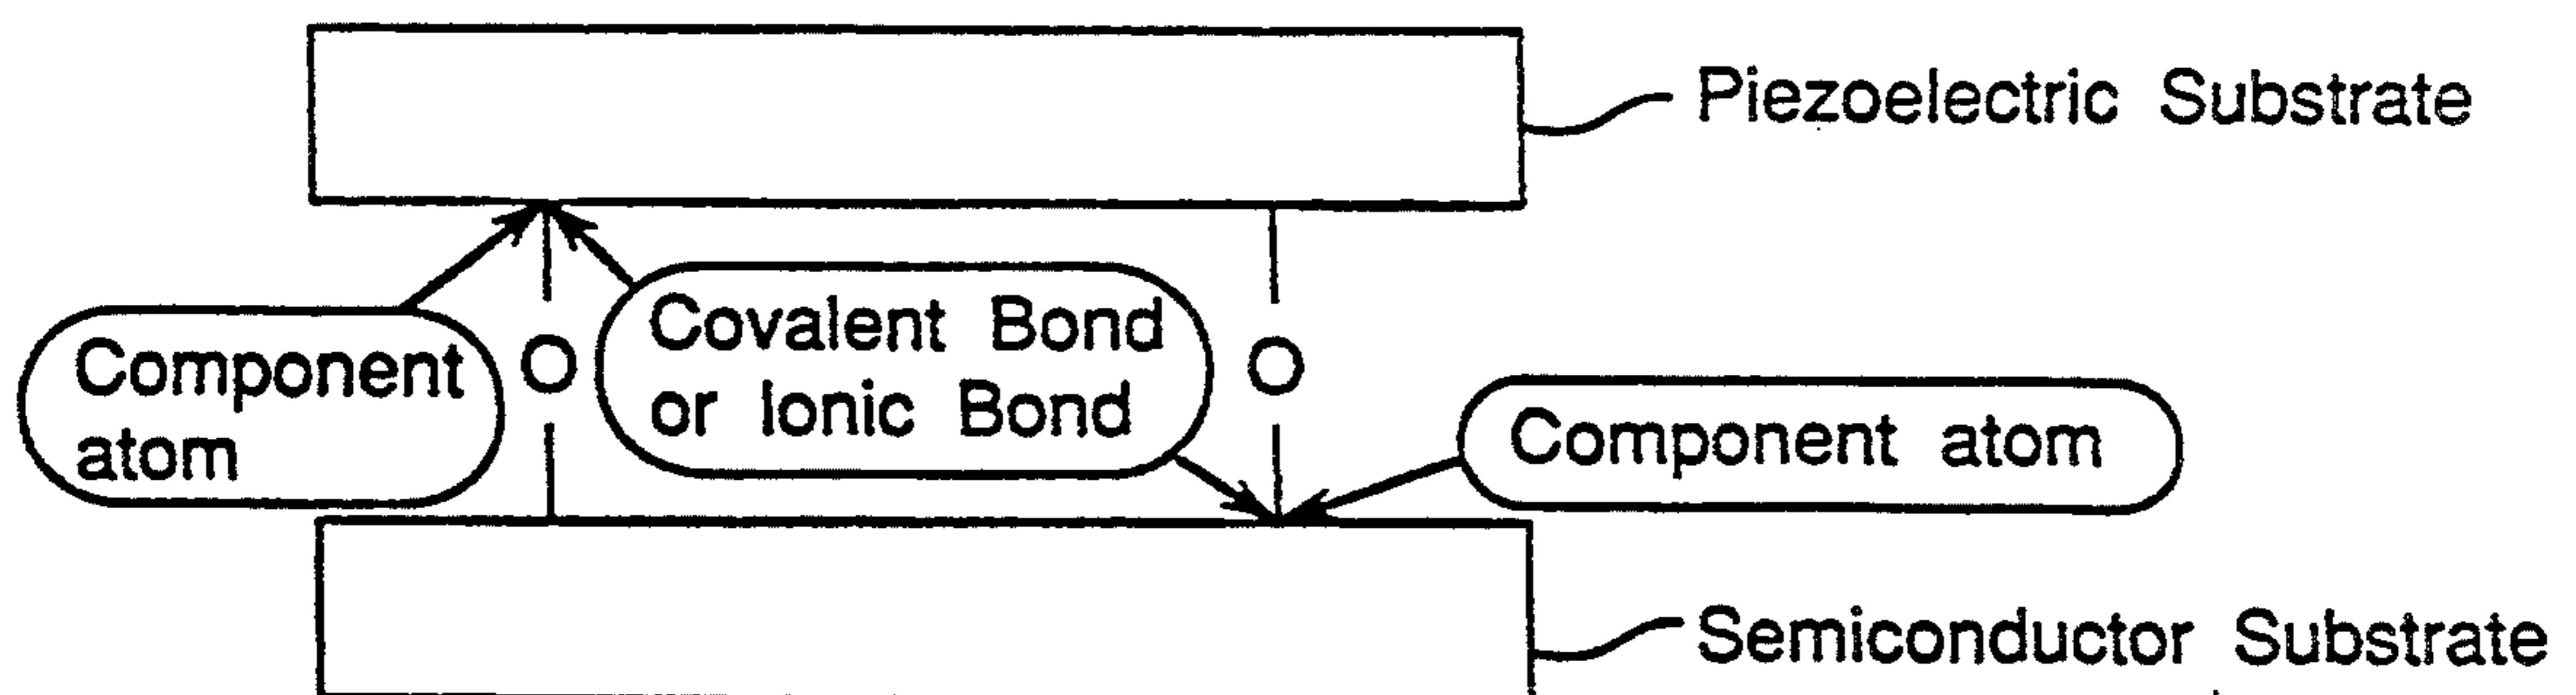 Piezoelectric Substrate
Component
atom
O
Covalent Bond
or Ionic Bond
O
Component atom
Semiconductor Substrate